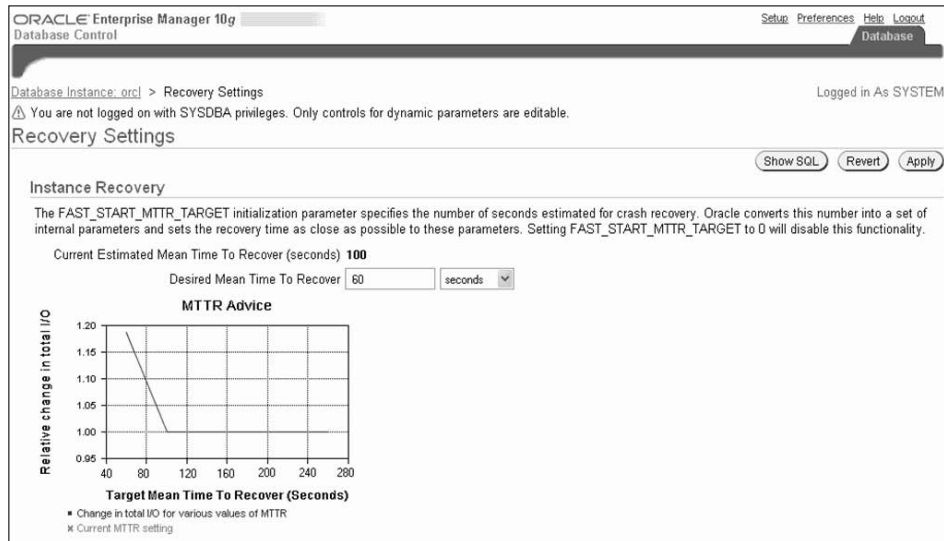 ORACLE Enterprise Manager 10g
Database Control
Setup Preferences Help Logout
Database
Database Instance: orcl > Recovery Settings
Logged in As SYSTEM
⚠ You are not logged on with SYSDBA privileges. Only controls for dynamic parameters are editable.
Recovery Settings
Show SQL Revert Apply
Instance Recovery
The FAST_START_MTTR_TARGET initialization parameter specifies the number of seconds estimated for crash recovery. Oracle converts this number into a set of
internal parameters and sets the recovery time as close as possible to these parameters. Setting FAST_START_MTTR_TARGET to 0 will disable this functionality.
Current Estimated Mean Time To Recover (seconds) 100
Desired Mean Time To Recover 60 seconds
MTTR Advice
Relative change in total I/O
1.20
1.15
1.10
1.05
1.00
0.95
40 80 120 160 200 240 280
Target Mean Time To Recover (Seconds)
Change in total I/O for various values of MTTR
Current MTTR setting